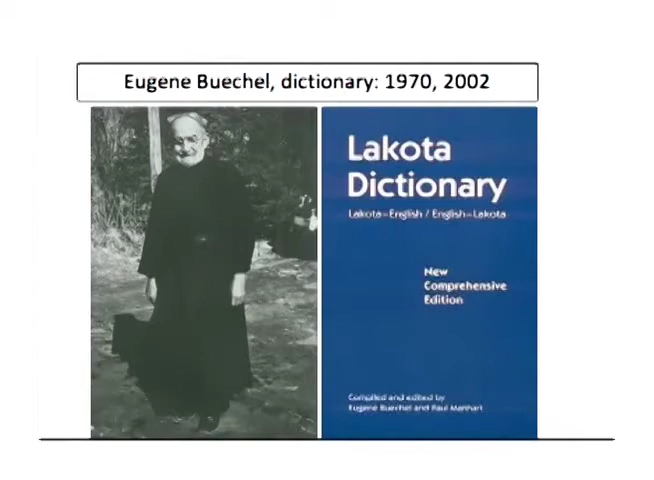 Eugene Buechel, dictionary: 1970, 2002
Lakota
Dictionary
Lakota–English / English–Lakota
New
Comprehensive
Edition
Compiled and edited by
Eugene Buechel and Paul Manhart